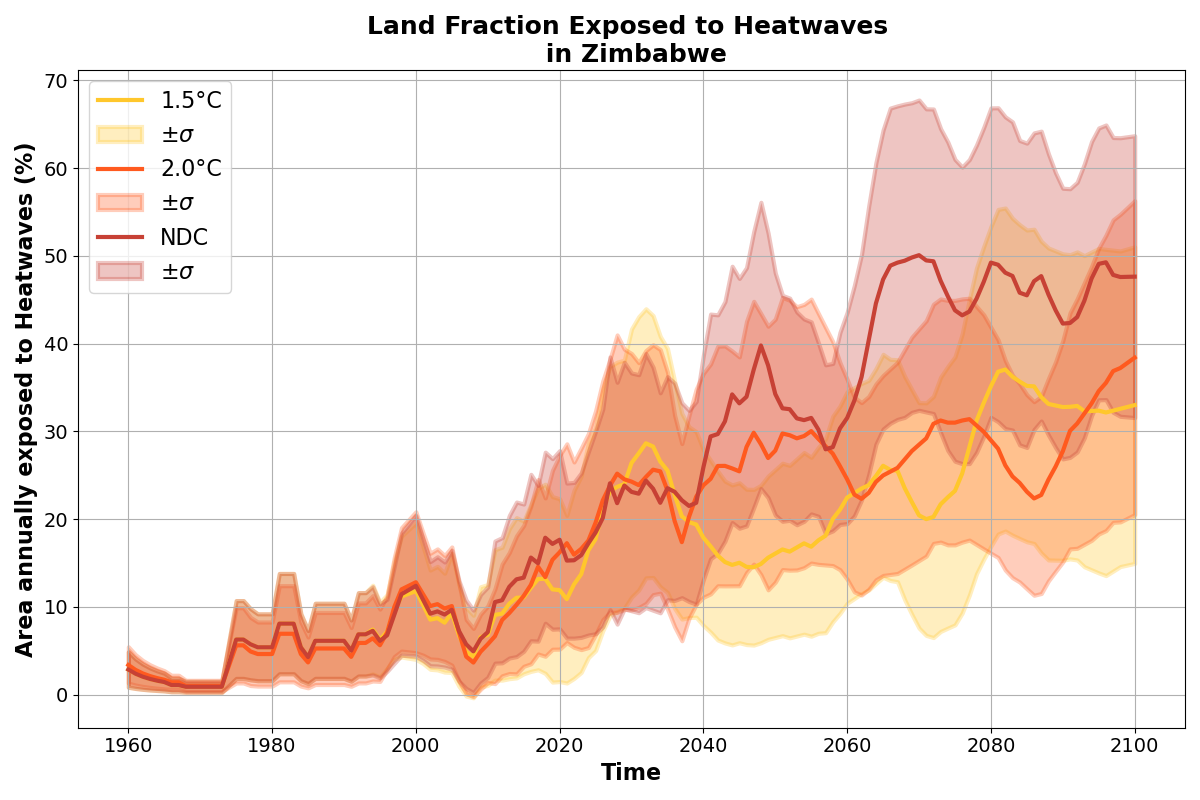 Land Fraction Exposed to Heatwaves
in Zimbabwe
Area annually exposed to Heatwaves (%)
70
60
50
40
30
20
10
0
1.5°C
±σ
2.0°C
±σ
NDC
±σ
1960
1980
2000
2020
2040
2060
2080
2100
Time